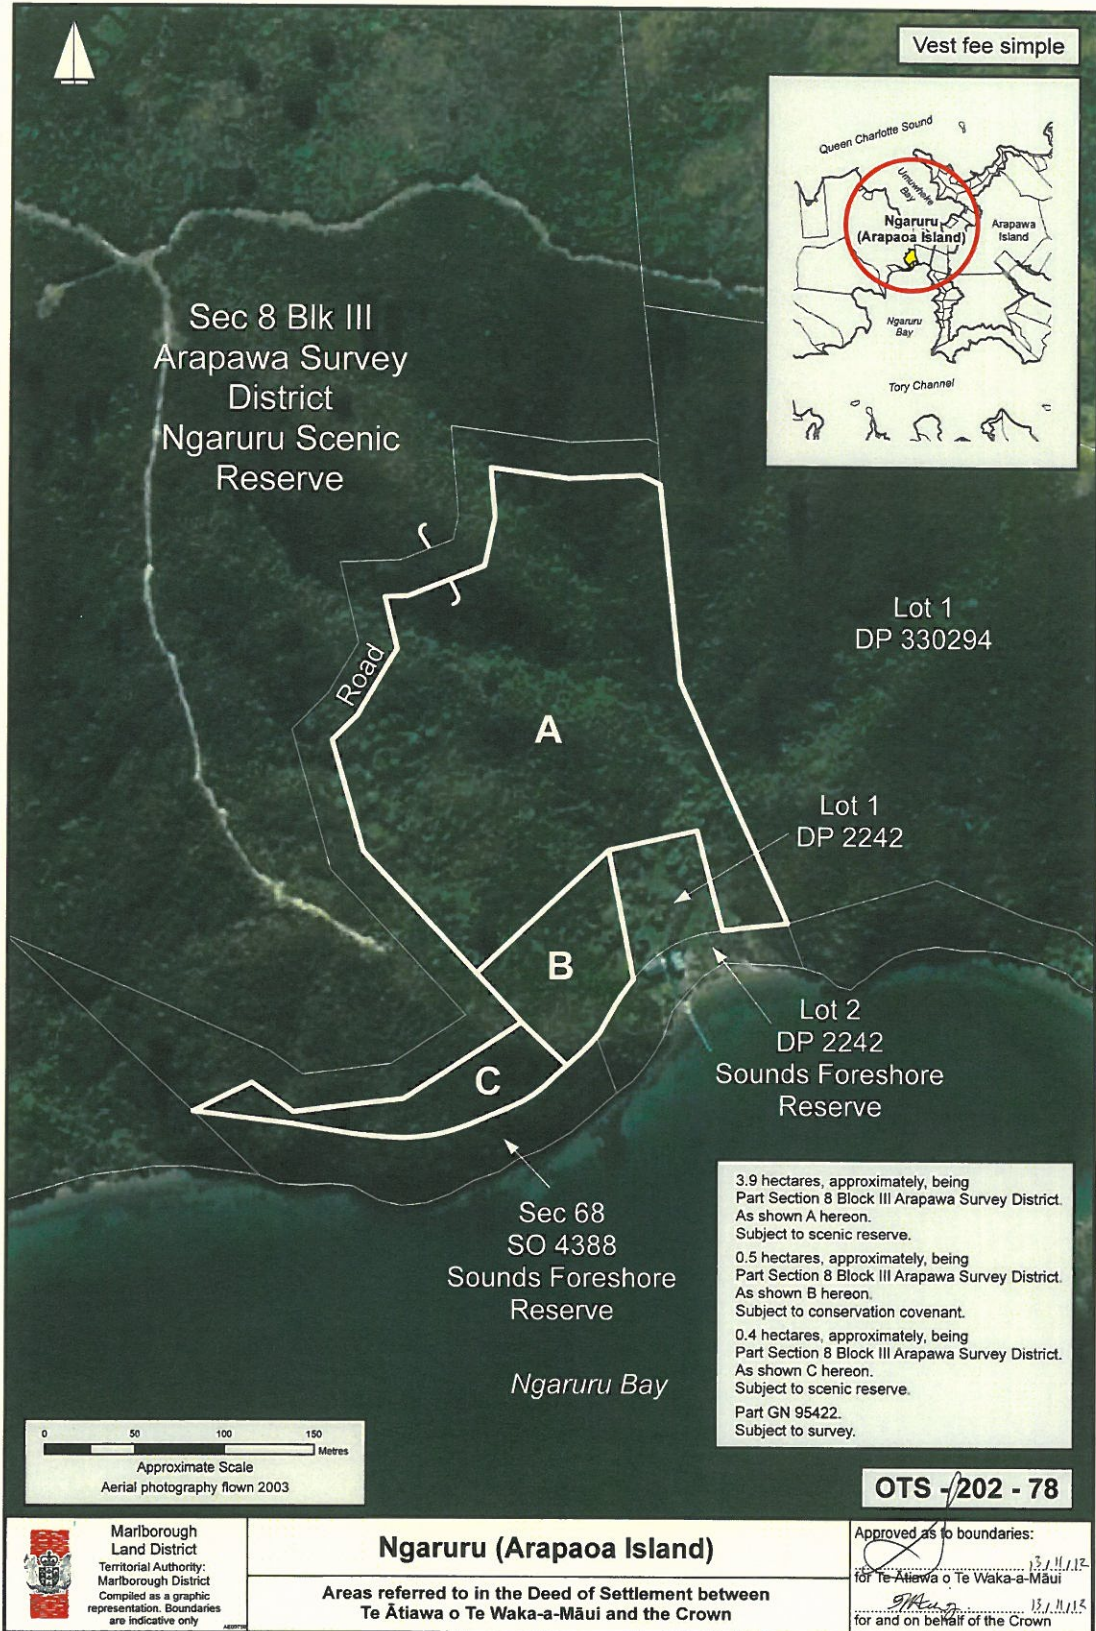 Vest fee simple
Queen Charlotte Sound
Umuwheke
Bay
Ngaruru
(Arapaoa Island)
Arapawa
Island
Ngaruru
Bay
Tory Channel
Sec 8 Blk III
Arapawa Survey
District
Ngaruru Scenic
Reserve
Road
A
Lot 1
DP 330294
Lot 1
DP 2242
B
C
Lot 2
DP 2242
Sounds Foreshore
Reserve
Sec 68
SO 4388
Sounds Foreshore
Reserve
Ngaruru Bay
3.9 hectares, approximately, being
Part Section 8 Block III Arapawa Survey District.
As shown A hereon.
Subject to scenic reserve.
0.5 hectares, approximately, being
Part Section 8 Block III Arapawa Survey District.
As shown B hereon.
Subject to conservation covenant.
0.4 hectares, approximately, being
Part Section 8 Block III Arapawa Survey District.
As shown C hereon.
Subject to scenic reserve.
Part GN 95422.
Subject to survey.
0 50 100 150
Metres
Approximate Scale
Aerial photography flown 2003
OTS - 202 - 78
Marlborough
Land District
Territorial Authority:
Marlborough District
Compiled as a graphic
representation. Boundaries
are indicative only
Ngaruru (Arapaoa Island)
Areas referred to in the Deed of Settlement between
Te Ātiawa o Te Waka-a-Māui and the Crown
Approved as to boundaries:
13/11/12
for Te Ātiawa o Te Waka-a-Māui
13/11/12
for and on behalf of the Crown